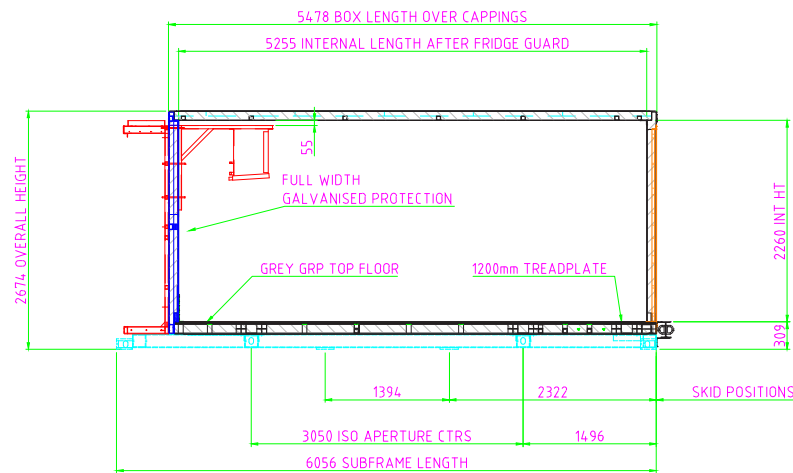 5478 BOX LENGTH OVER CAPPINGS
5255 INTERNAL LENGTH AFTER FRIDGE GUARD
55
2674 OVERALL HEIGHT
FULL WIDTH
GALVANISED PROTECTION
2260 INT HT
GREY GRP TOP FLOOR
1200mm TREADPLATE
309
1394
2322
SKID POSITIONS
3050 ISO APERTURE CTRS
1496
6056 SUBFRAME LENGTH